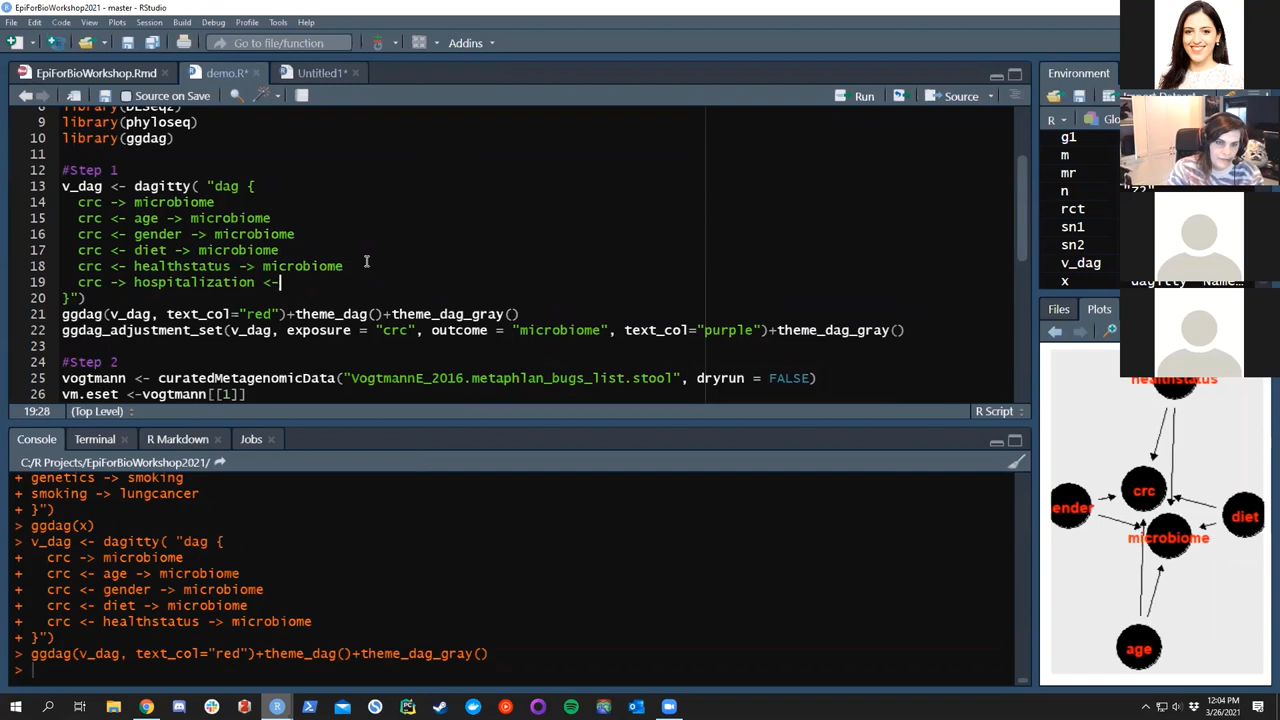 EpiForBioWorkshop2021 - master - RStudio
File Edit Code View Plots Session Build Debug Profile Tools Help
Go to file/function
Addins
EpiForBioWorkshop.Rmd
demo.R*
Untitled1*
Source on Save
Run
Source
9 library(phyloseq)
10 library(ggdag)
11
12 #Step 1
13 v_dag <- dagitty( "dag {
14 crc -> microbiome
15 crc <- age -> microbiome
16 crc <- gender -> microbiome
17 crc <- diet -> microbiome
18 crc <- healthstatus -> microbiome
19 crc -> hospitalization <-
20 }")
21 ggdag(v_dag, text_col="red")+theme_dag()+theme_dag_gray()
22 ggdag_adjustment_set(v_dag, exposure = "crc", outcome = "microbiome", text_col="purple")+theme_dag_gray()
23
24 #Step 2
25 vogtmann <- curatedMetagenomicData("VogtmannE_2016.metaphlan_bugs_list.stool", dryrun = FALSE)
26 vm.eset <-vogtmann[[1]]
19:28 (Top Level) R Script
Console Terminal R Markdown Jobs
C:/R Projects/EpiForBioWorkshop2021/
+ genetics -> smoking
+ smoking -> lungcancer
+ }")
> ggdag(x)
> v_dag <- dagitty( "dag {
+ crc -> microbiome
+ crc <- age -> microbiome
+ crc <- gender -> microbiome
+ crc <- diet -> microbiome
+ crc <- healthstatus -> microbiome
+ }")
> ggdag(v_dag, text_col="red")+theme_dag()+theme_dag_gray()
>
Environment
R
g1
m
mr
n
rct
sn1
sn2
v_dag
x
Files Plots
healthstatus
crc
ender
diet
microbiome
age
12:04 PM
3/26/2021